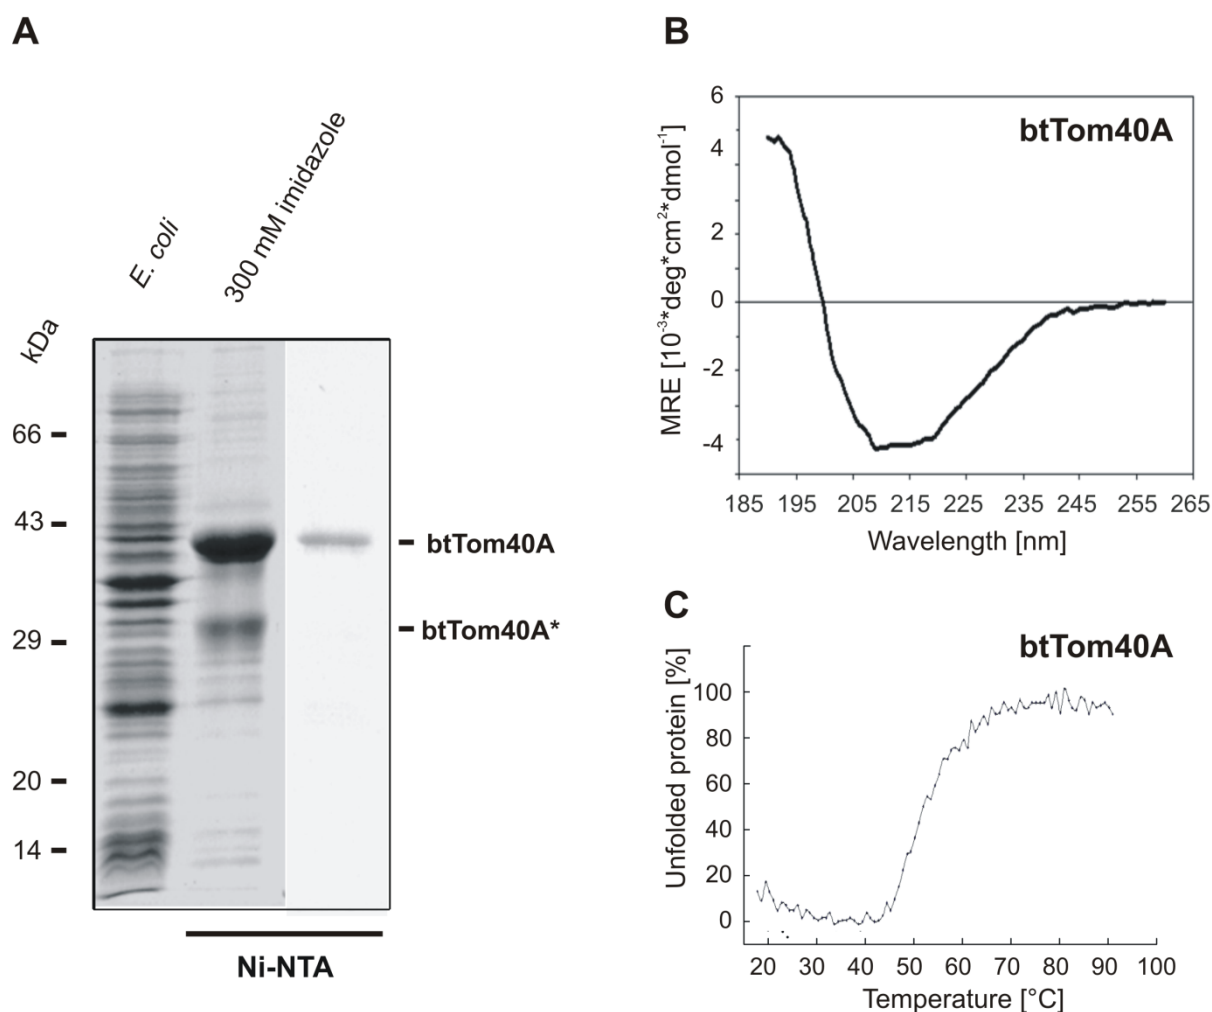 A
E. coli
300 mM imidazole
kDa
66
43
29
20
14
btTom40A
btTom40A*
Ni-NTA
B
btTom40A
MRE [10⁻³*deg*cm²*dmol⁻¹]
6
4
2
0
-2
-4
185 195 205 215 225 235 245 255 265
Wavelength [nm]
C
btTom40A
Unfolded protein [%]
100
80
60
40
20
0
20 30 40 50 60 70 80 90 100
Temperature [°C]